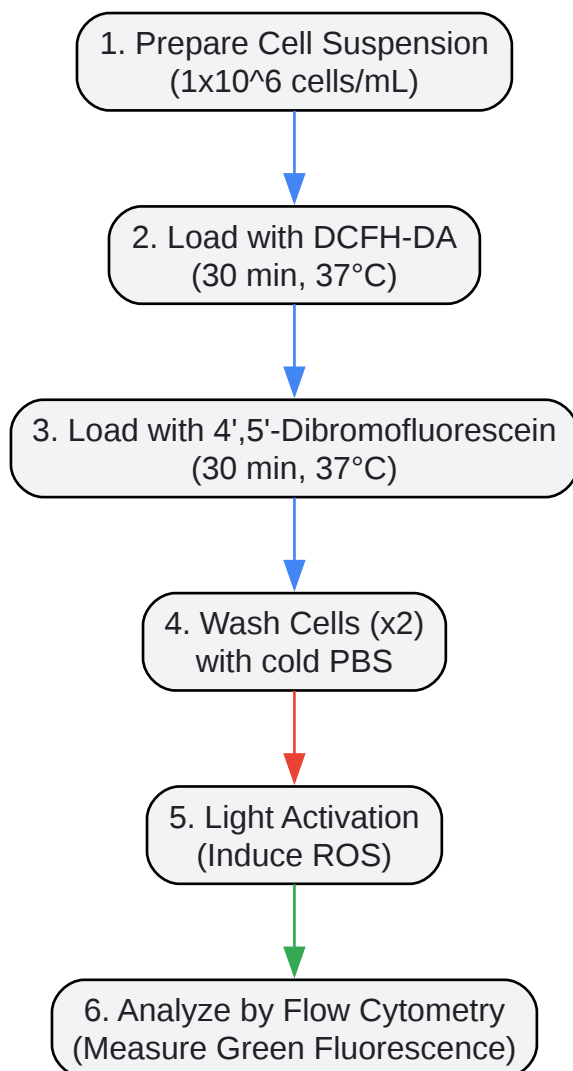 1. Prepare Cell Suspension
(1x10^6 cells/mL)
2. Load with DCFH-DA
(30 min, 37°C)
3. Load with 4',5'-Dibromofluorescein
(30 min, 37°C)
4. Wash Cells (x2)
with cold PBS
5. Light Activation
(Induce ROS)
6. Analyze by Flow Cytometry
(Measure Green Fluorescence)